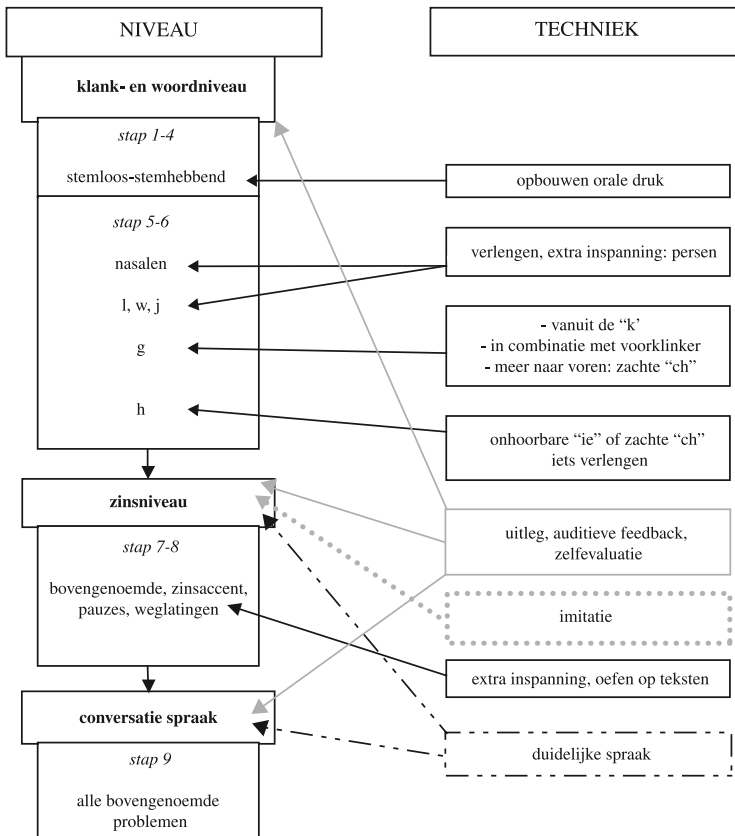 NIVEAU
klank- en woordniveau
stap 1-4
stemloos-stemhebbend
stap 5-6
nasalen
l, w, j
g
h
zinsniveau
stap 7-8
bovengenoemde, zinsaccent,
pauzes, weglatingen
conversatie spraak
stap 9
alle bovengenoemde
problemen
TECHNIEK
opbouwen orale druk
verlengen, extra inspanning: persen
- vanuit de “k’
- in combinatie met voorklinker
- meer naar voren: zachte “ch”
onhoorbare “ie” of zachte “ch”
iets verlengen
uitleg, auditieve feedback,
zelfevaluatie
imitatie
extra inspanning, oefen op teksten
duidelijke spraak